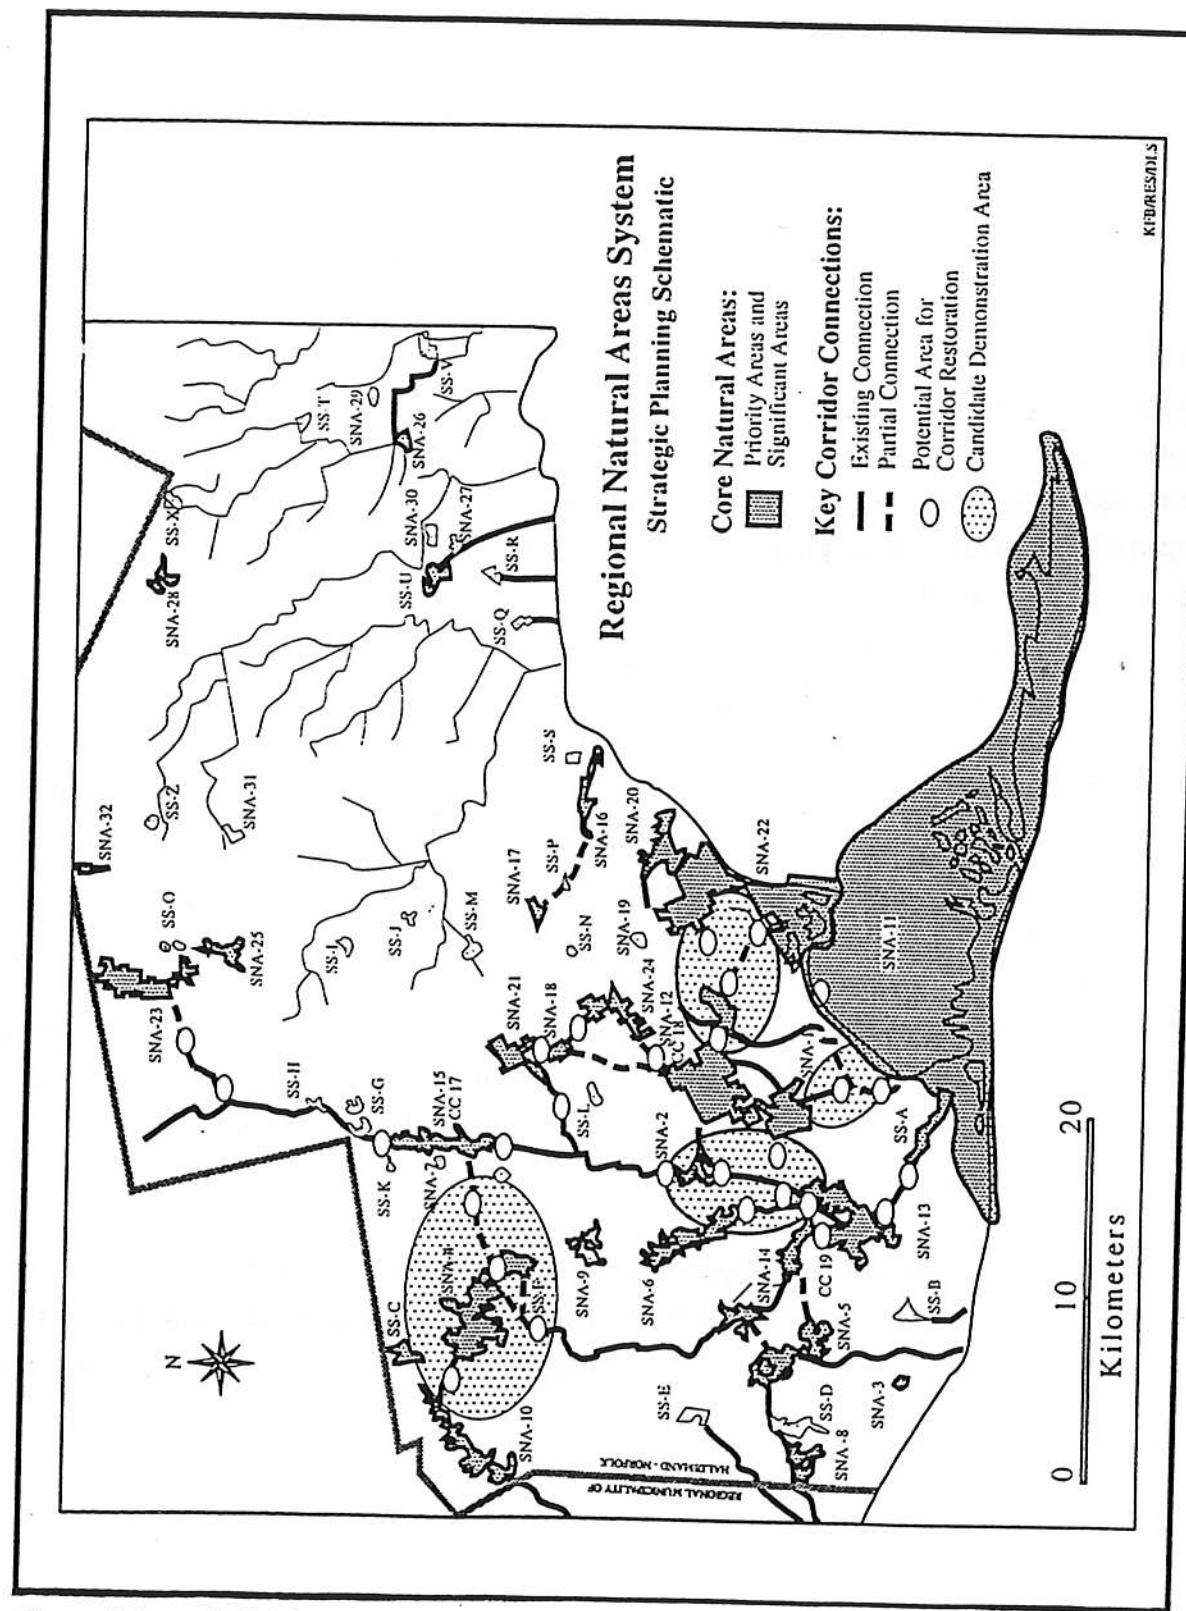 Regional Natural Areas System
Strategic Planning Schematic
Core Natural Areas:
Priority Areas and
Significant Areas
Key Corridor Connections:
Existing Connection
Partial Connection
Potential Area for
Corridor Restoration
Candidate Demonstration Area
N
REGIONAL MUNICIPALITY OF
HALDIMAND - NORFOLK
SNA-10
SS-C
SS-F
SS-K
SNA-7
SNA-15
CC 17
SS-G
SS-H
SNA-23
SNA-25
SS-O
SNA-32
SS-Z
SNA-31
SS-I
SS-J
SS-M
SNA-28
SS-X
SS-T
SNA-29
SNA-26
SS-V
SNA-30
SNA-27
SS-U
SS-R
SS-Q
SS-S
SNA-16
SS-P
SNA-17
SS-N
SNA-19
SNA-20
SNA-22
SNA-24
SNA-12
CC 18
SNA-21
SNA-18
SS-L
SNA-2
SNA-1
SNA-9
SNA-6
SNA-14
CC 19
SNA-5
SNA-13
SS-A
SS-B
SNA-3
SS-D
SNA-8
SS-E
SNA-11
0
10
20
Kilometers